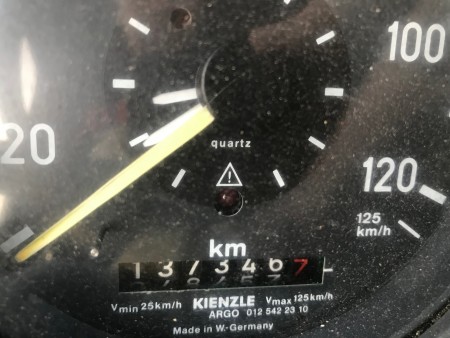 100
20
quartz
120
125
km/h
km
1373467
Vmin 25km/h KIENZLE Vmax 125km/h
ARGO 012 542 23 10
Made in W.-Germany